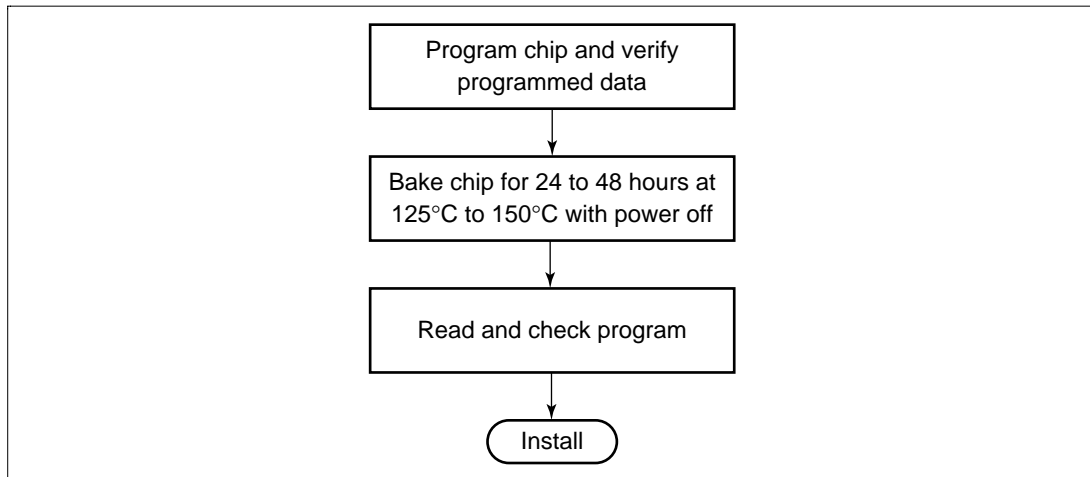 Program chip and verify
programmed data
Bake chip for 24 to 48 hours at
125°C to 150°C with power off
Read and check program
Install